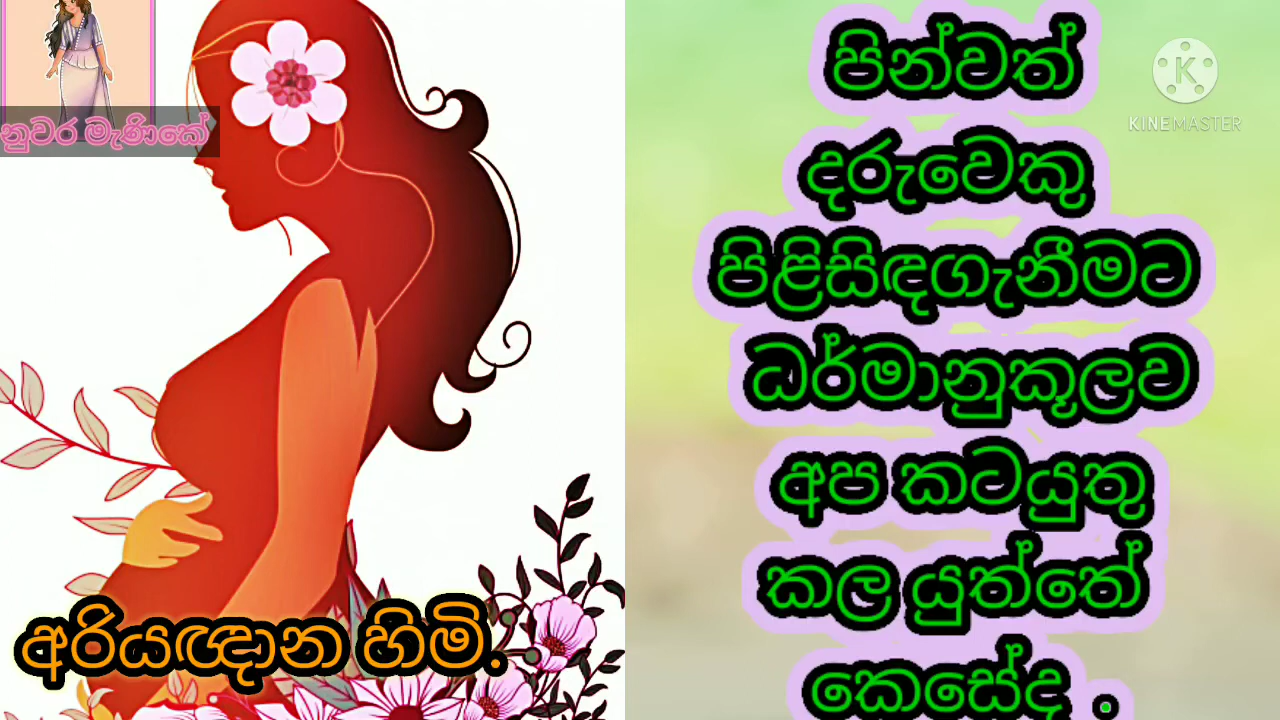 නුවර මැණිකේ
අරියඥාන හිමි.
පින්වත්
දරුවෙකු
පිළිසිඳගැනීමට
ධර්මානුකූලව
අප කටයුතු
කල යුත්තේ
කෙසේද .
KINEMASTER